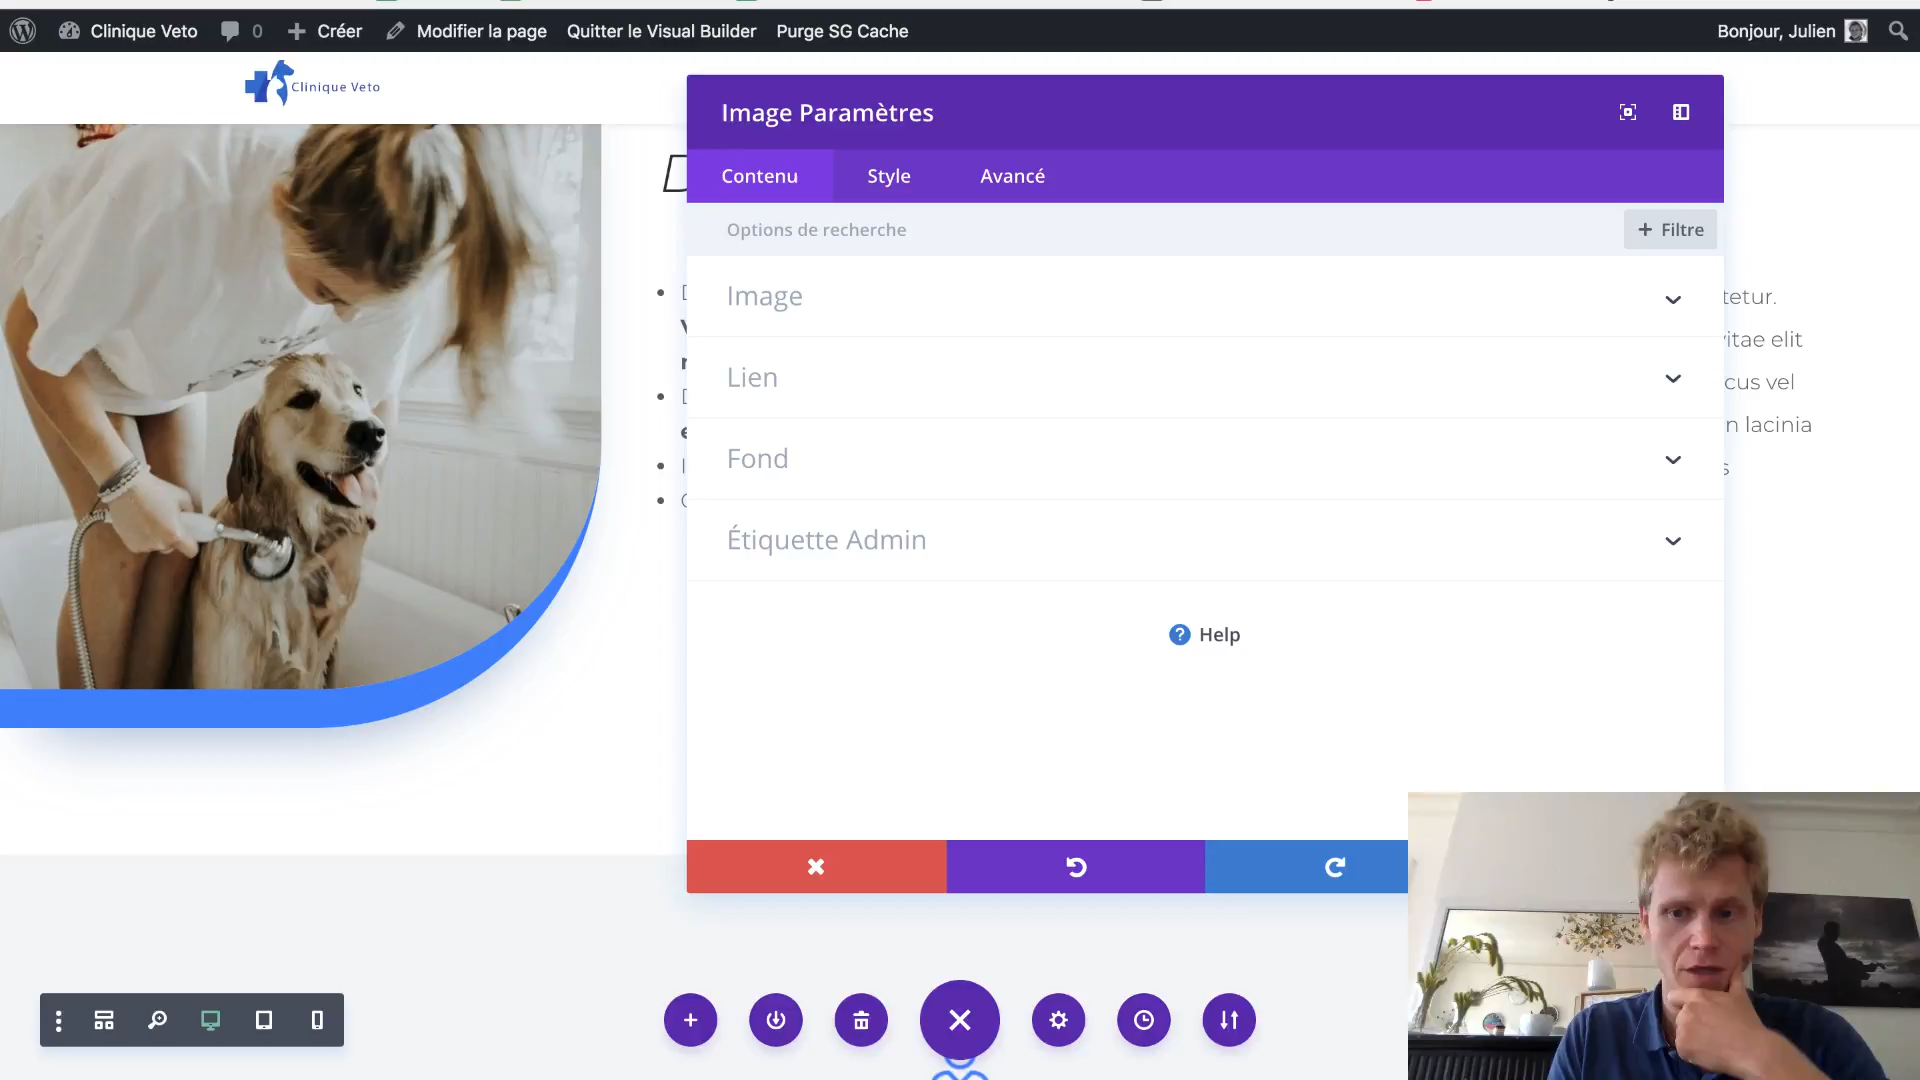 Clinique Veto 0 Créer Modifier la page Quitter le Visual Builder Purge SG Cache Bonjour, Julien
Clinique Veto
Image Paramètres
Contenu Style Avancé
Options de recherche + Filtre
Image
Lien
Fond
Étiquette Admin
Help
tetur.
vitae elit
cus vel
n lacinia
s